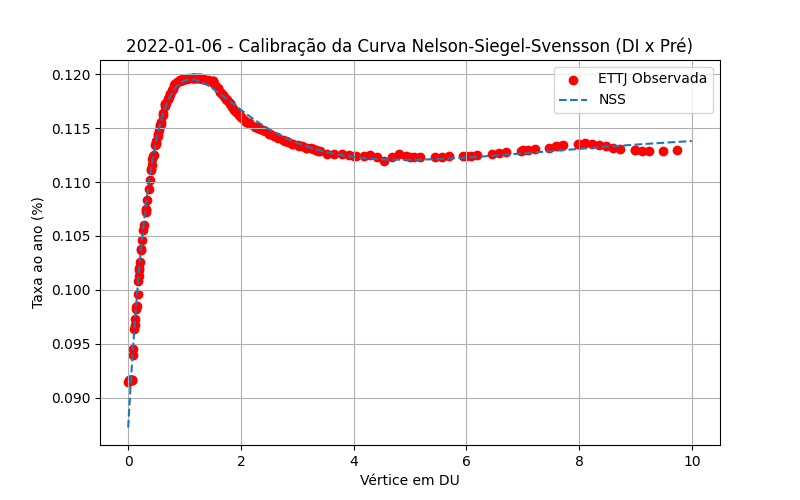 2022-01-06 - Calibração da Curva Nelson-Siegel-Svensson (DI x Pré)
ETTJ Observada
NSS
Taxa ao ano (%)
0.120
0.115
0.110
0.105
0.100
0.095
0.090
0 2 4 6 8 10
Vértice em DU